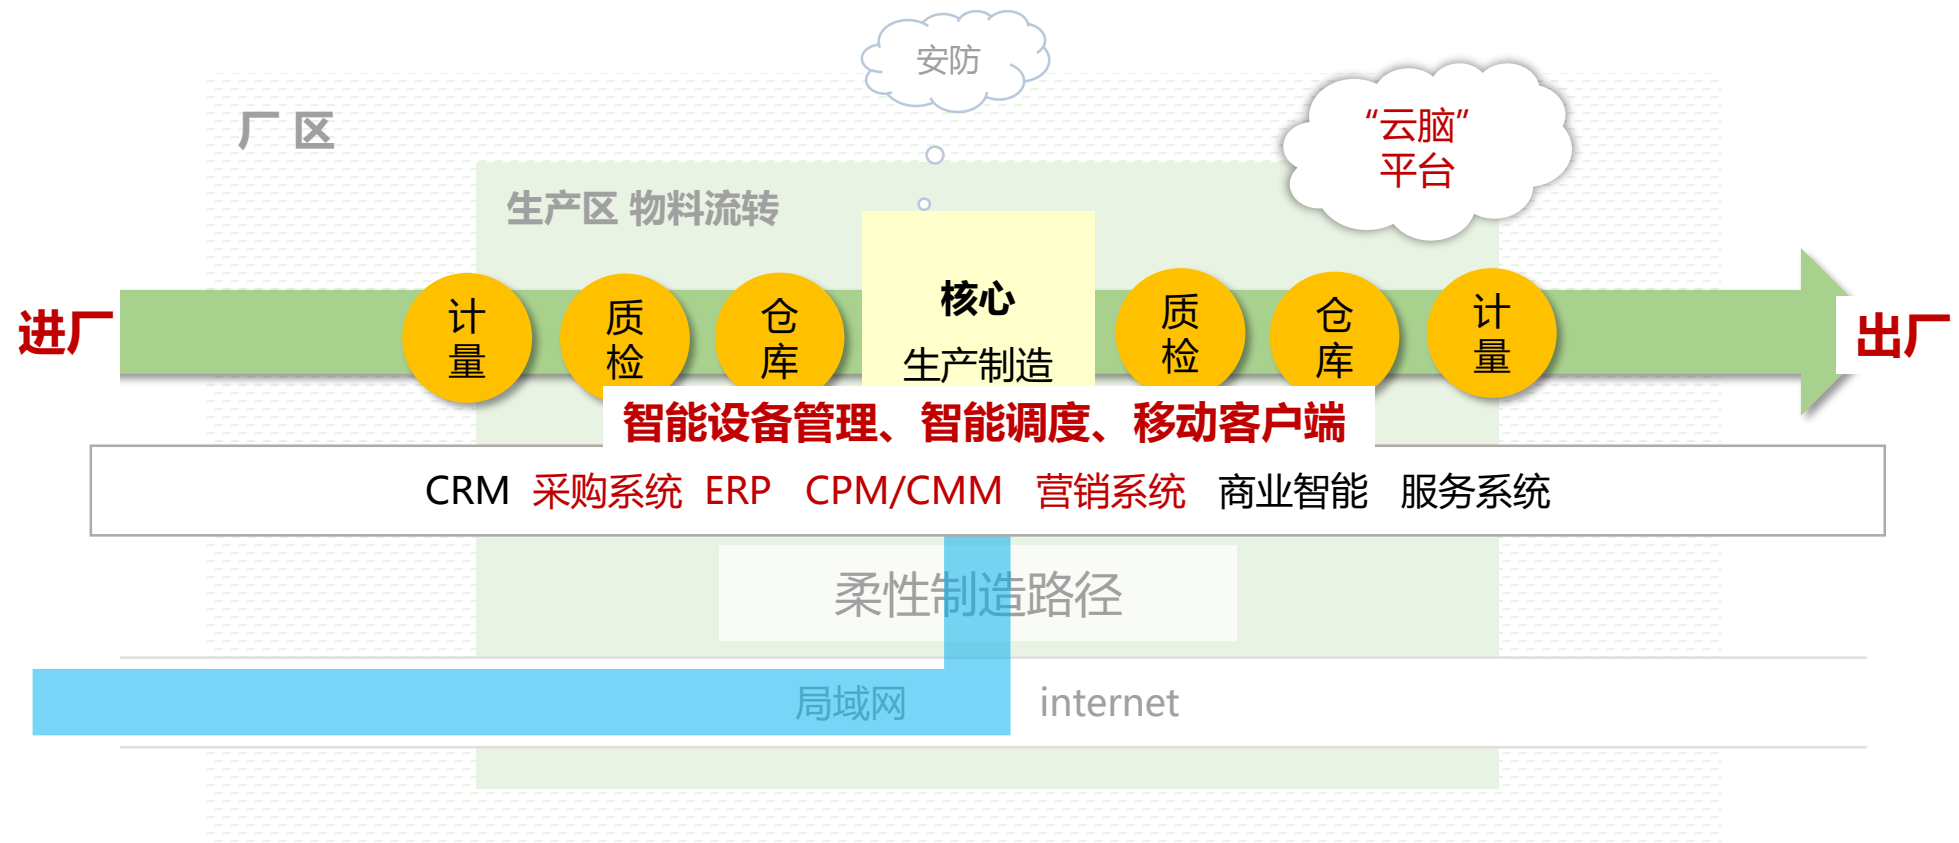 安防
“云脑”
平台
厂 区
生产区 物料流转
进厂
计量
质检
仓库
核心
生产制造
质检
仓库
计量
出厂
智能设备管理、智能调度、移动客户端
CRM 采购系统 ERP CPM/CMM 营销系统 商业智能 服务系统
柔性制造路径
局域网 internet